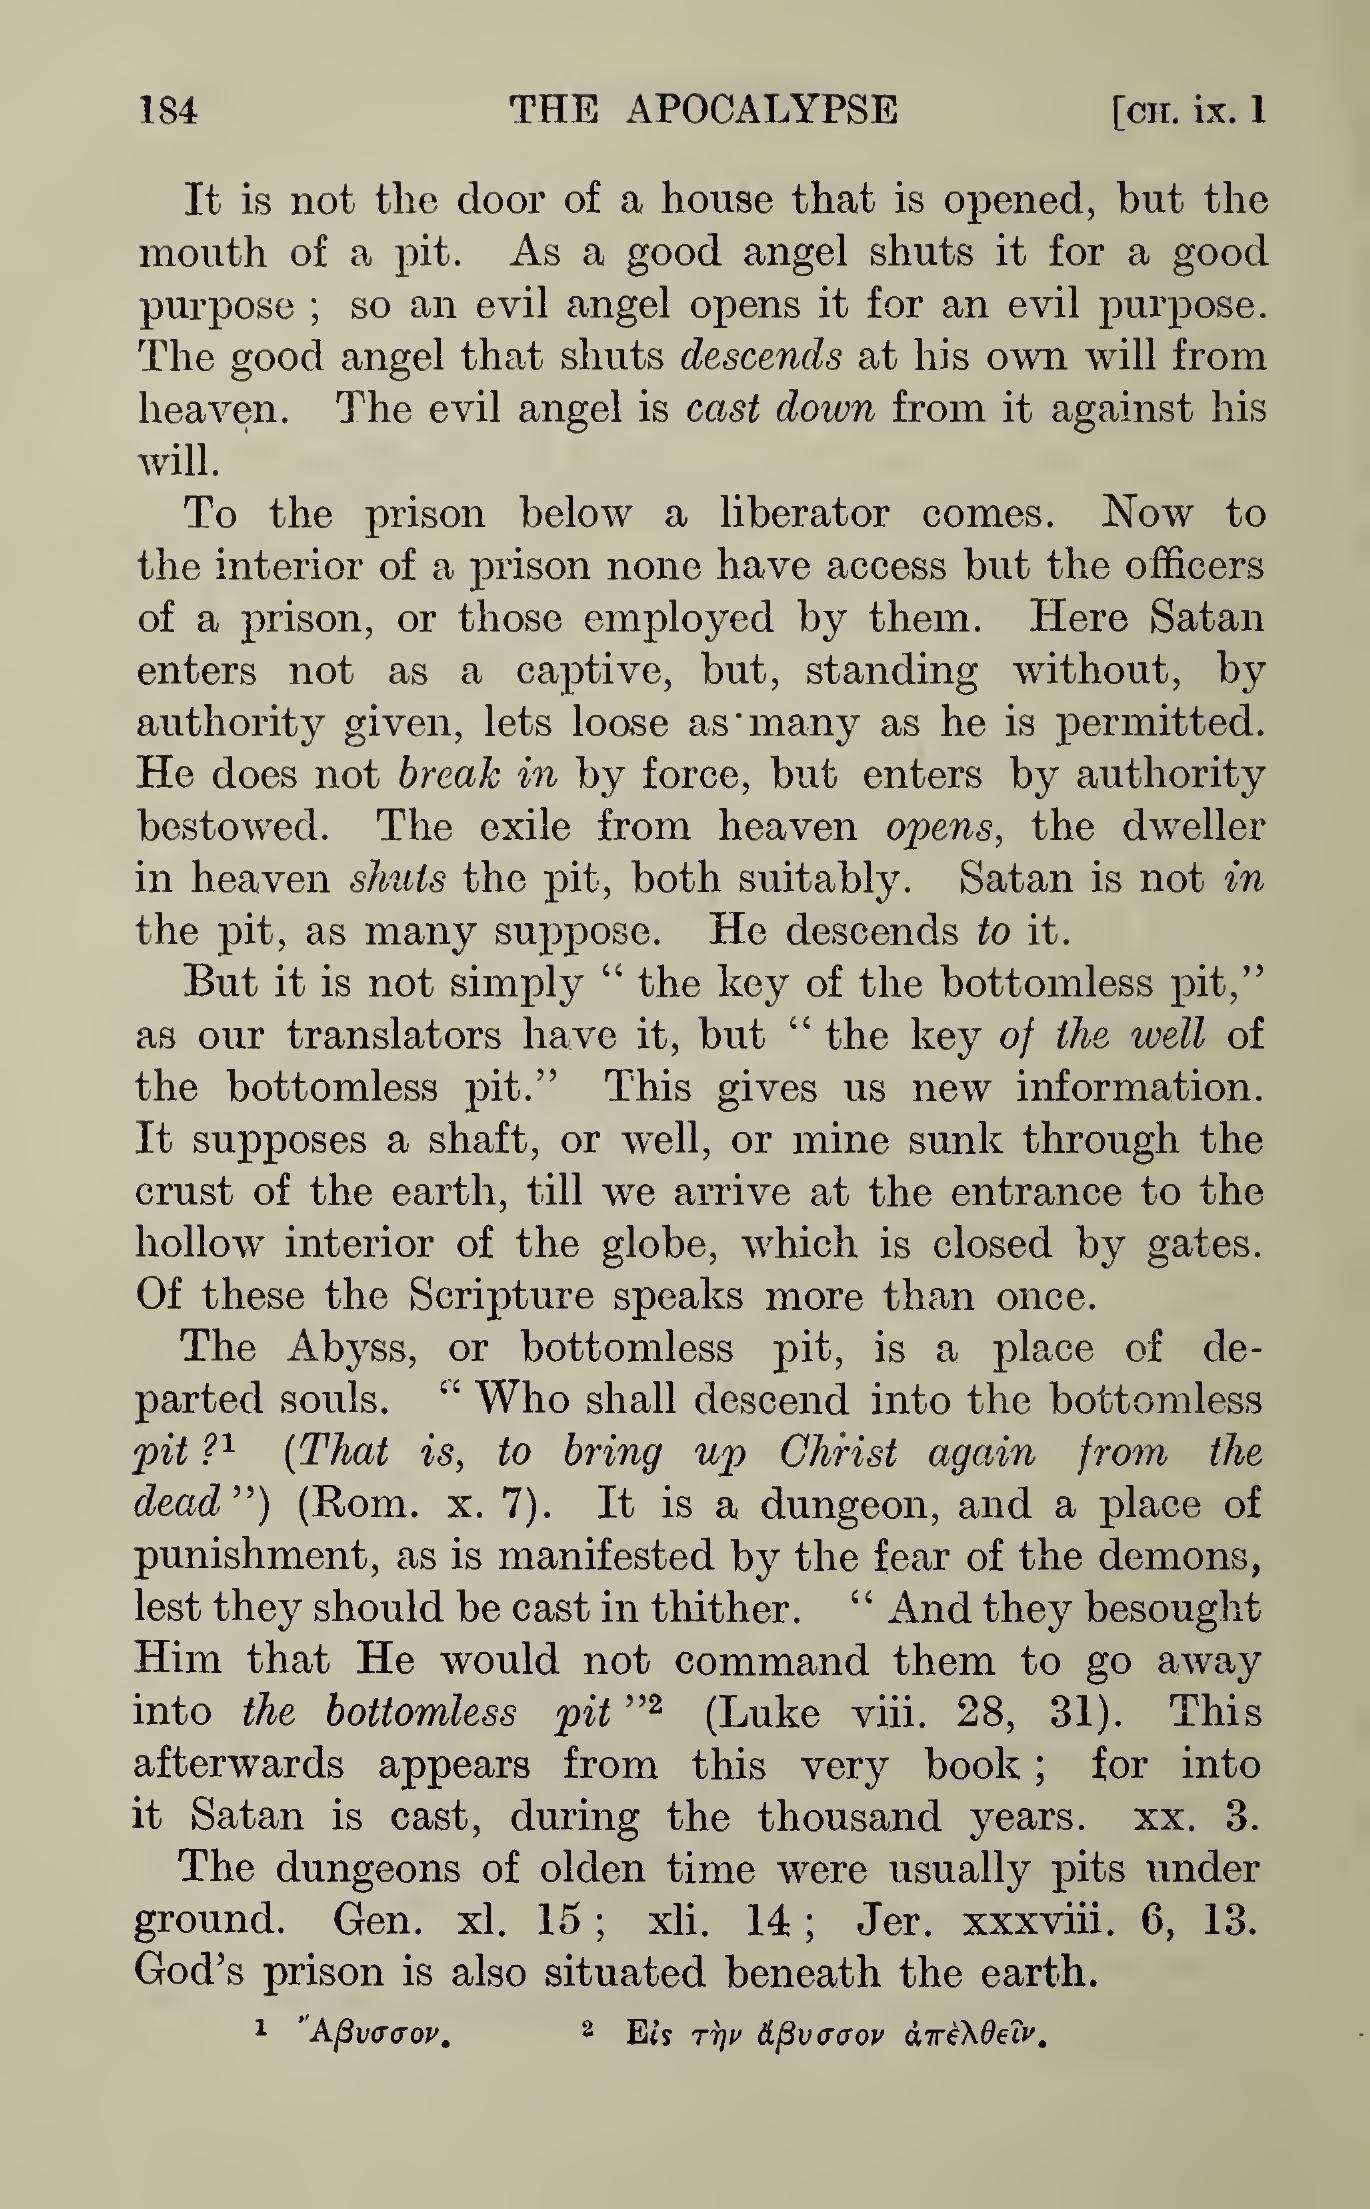 184 THE APOCALYPSE [CH. ix. 1
It is not the door of a house that is opened, but the
mouth of a pit. As a good angel shuts it for a good
purpose ; so an evil angel opens it for an evil purpose.
The good angel that shuts descends at his own will from
heaven. The evil angel is cast down from it against his
will.
To the prison below a liberator comes. Now to
the interior of a prison none have access but the officers
of a prison, or those employed by them. Here Satan
enters not as a captive, but, standing without, by
authority given, lets loose as many as he is permitted.
He does not break in by force, but enters by authority
bestowed. The exile from heaven opens, the dweller
in heaven shuts the pit, both suitably. Satan is not in
the pit, as many suppose. He descends to it.
But it is not simply “ the key of the bottomless pit,”
as our translators have it, but “ the key of the well of
the bottomless pit.” This gives us new information.
It supposes a shaft, or well, or mine sunk through the
crust of the earth, till we arrive at the entrance to the
hollow interior of the globe, which is closed by gates.
Of these the Scripture speaks more than once.
The Abyss, or bottomless pit, is a place of de-
parted souls. “ Who shall descend into the bottomless
pit ?¹ (That is, to bring up Christ again from the
dead ”) (Rom. x. 7). It is a dungeon, and a place of
punishment, as is manifested by the fear of the demons,
lest they should be cast in thither. “ And they besought
Him that He would not command them to go away
into the bottomless pit ”² (Luke viii. 28, 31). This
afterwards appears from this very book ; for into
it Satan is cast, during the thousand years. xx. 3.
The dungeons of olden time were usually pits under
ground. Gen. xl. 15 ; xli. 14 ; Jer. xxxviii. 6, 13.
God’s prison is also situated beneath the earth.
¹ Ἄβυσσον. ² Εἰς τὴν ἄβυσσον ἀπελθεῖν.